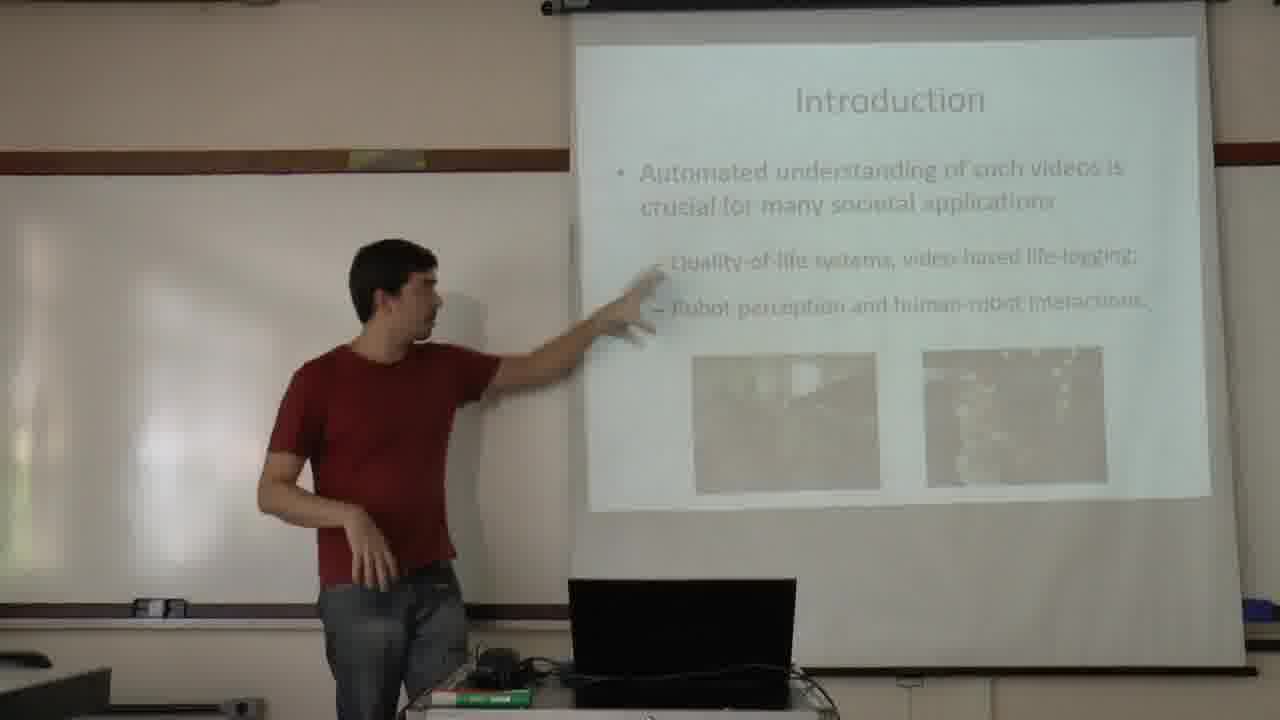 Introduction
• Automated understanding of such videos is
crucial for many societal applications
– Quality-of-life systems, video-based life-logging;
– Robot perception and human-robot interactions.